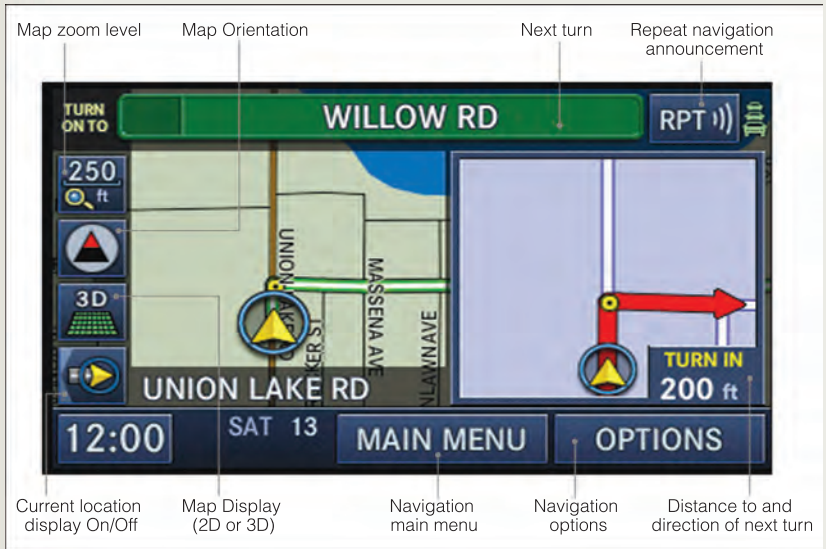 Map zoom level
Map Orientation
Next turn
Repeat navigation
announcement
TURN
ON TO
WILLOW RD
RPT
250
ft
3D
UNION
MASSENA AVE
UNION LAKE RD
TURN IN
200 ft
12:00
SAT 13
MAIN MENU
OPTIONS
Current location
display On/Off
Map Display
(2D or 3D)
Navigation
main menu
Navigation
options
Distance to and
direction of next turn